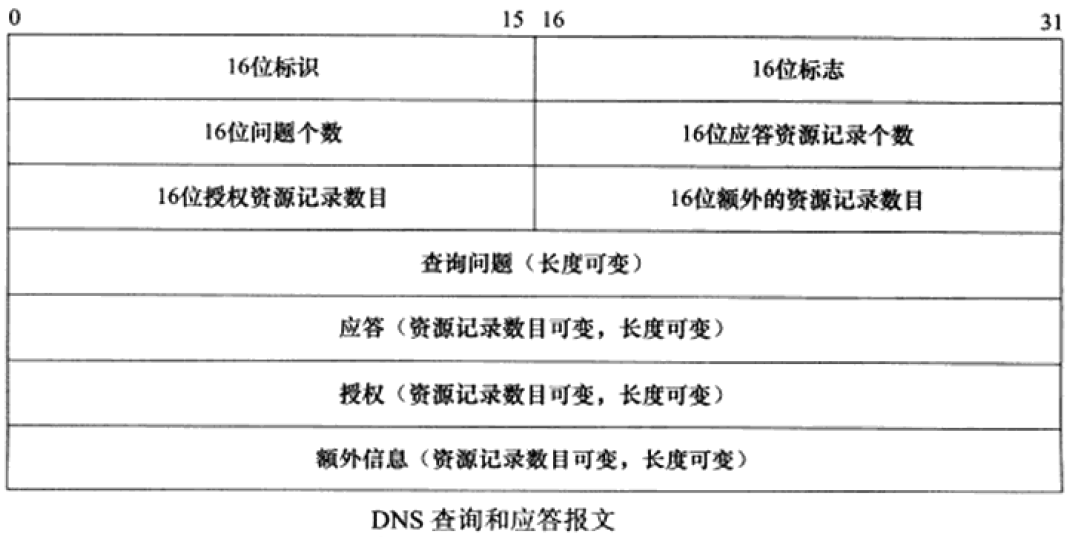 0 15 16 31
16位标识 16位标志
16位问题个数 16位应答资源记录个数
16位授权资源记录数目 16位额外的资源记录数目
查询问题（长度可变）
应答（资源记录数目可变，长度可变）
授权（资源记录数目可变，长度可变）
额外信息（资源记录数目可变，长度可变）
DNS 查询和应答报文